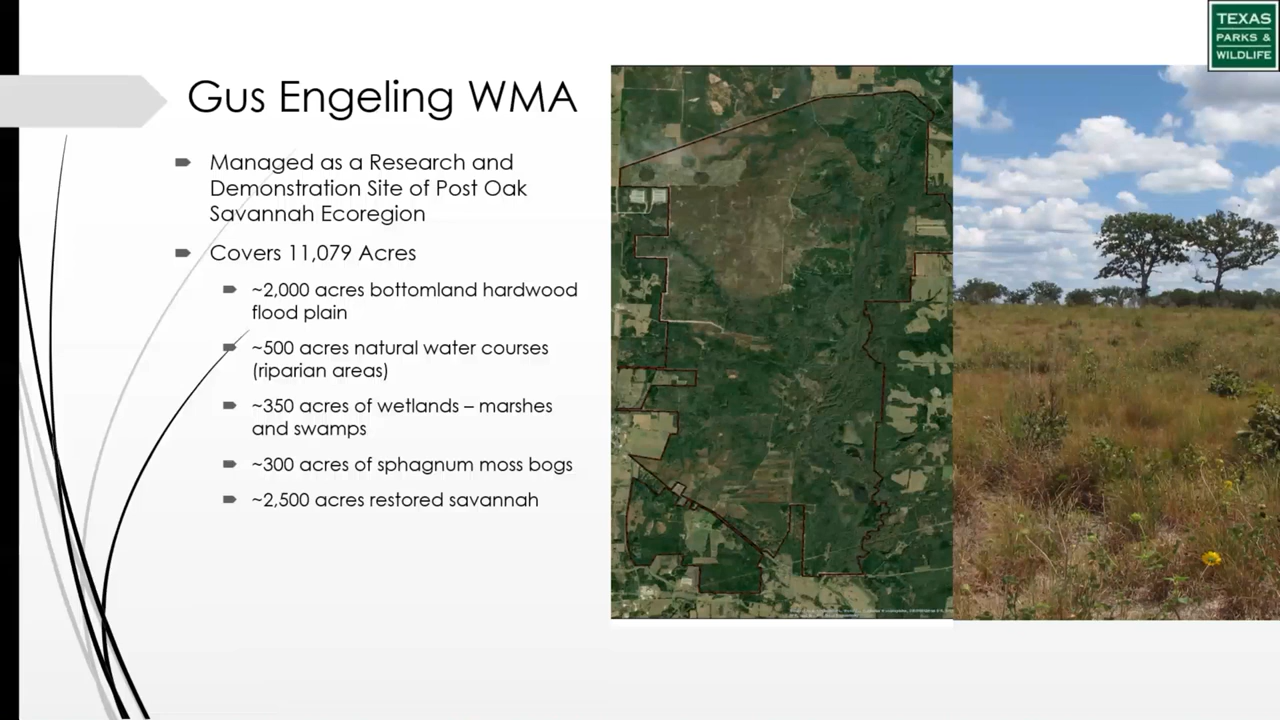 TEXAS
PARKS &
WILDLIFE
Gus Engeling WMA
Managed as a Research and
Demonstration Site of Post Oak
Savannah Ecoregion
Covers 11,079 Acres
~2,000 acres bottomland hardwood
flood plain
~500 acres natural water courses
(riparian areas)
~350 acres of wetlands – marshes
and swamps
~300 acres of sphagnum moss bogs
~2,500 acres restored savannah